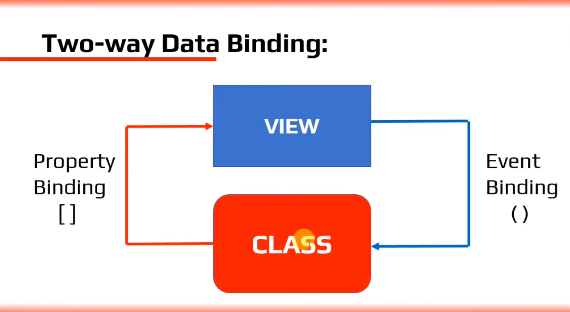 Two-way Data Binding:
VIEW
Property
Binding
[ ]
Event
Binding
( )
CLASS